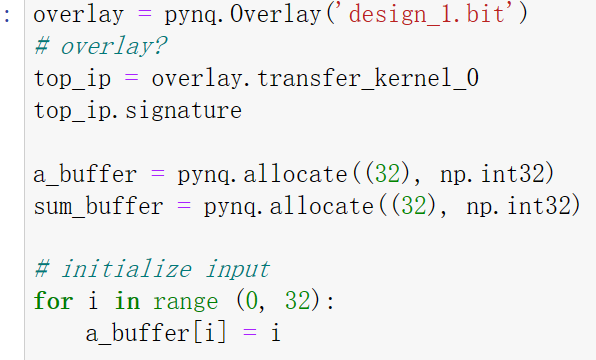 : overlay = pynq.Overlay('design_1.bit')
# overlay?
top_ip = overlay.transfer_kernel_0
top_ip.signature
a_buffer = pynq.allocate((32), np.int32)
sum_buffer = pynq.allocate((32), np.int32)
# initialize input
for i in range (0, 32):
    a_buffer[i] = i